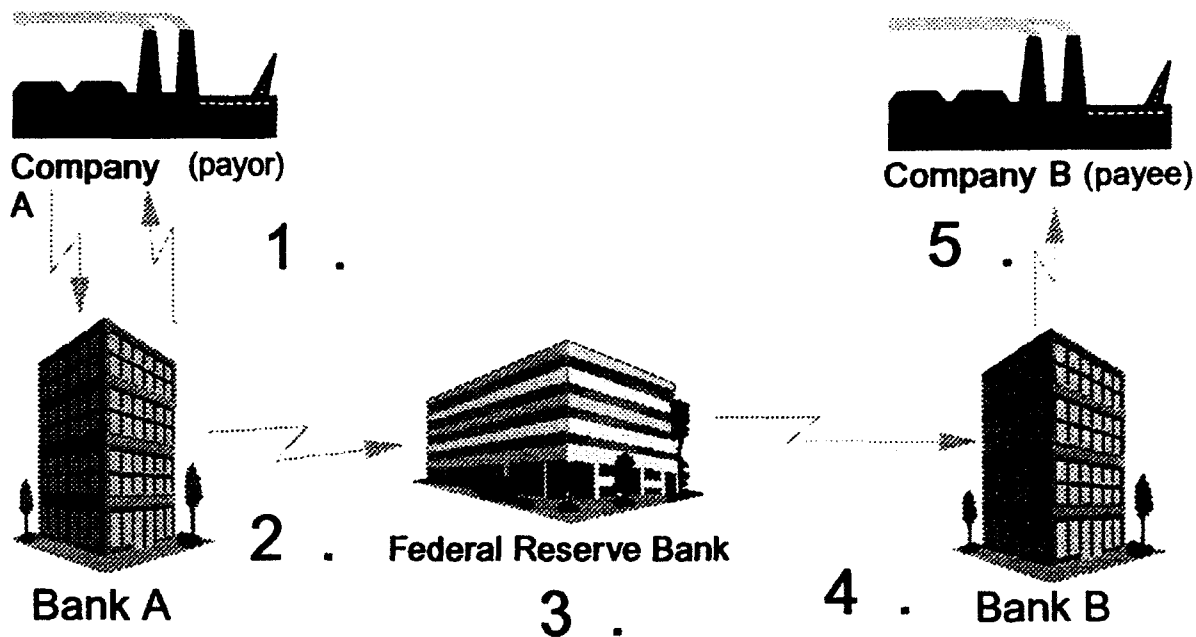 Company (payor)
A
Company B (payee)
1 .
5 .
2 .
Federal Reserve Bank
Bank A
3 .
4 .
Bank B